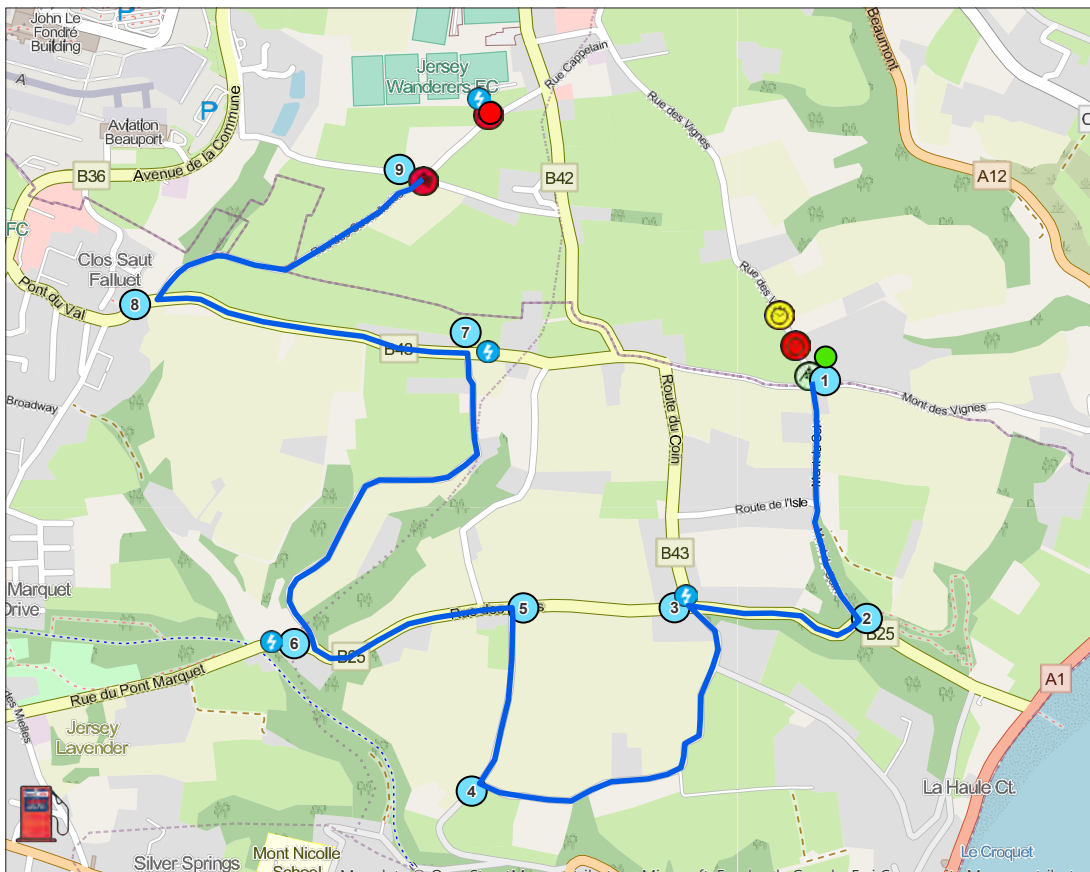 John Le
Fondré
Building
P
A
P
Aviation
Beauport
Avenue de la Commune
B36
Jersey
Wanderers FC
Rue Cappelain
Rue des Vignes
Beaumont
A12
B42
9
FC
Clos Saut
Falluet
Pont du Val
8
B43
7
Rue des
1
Mont des Vignes
Broadway
Route du Coin
Route de l'Isle
B43
Marquet
Drive
5
3
2
B25
6
B25
Rue du Pont Marquet
A1
Jersey
Lavender
4
La Haule Ct.
Silver Springs
Mont Nicolle
School
Le Croquet